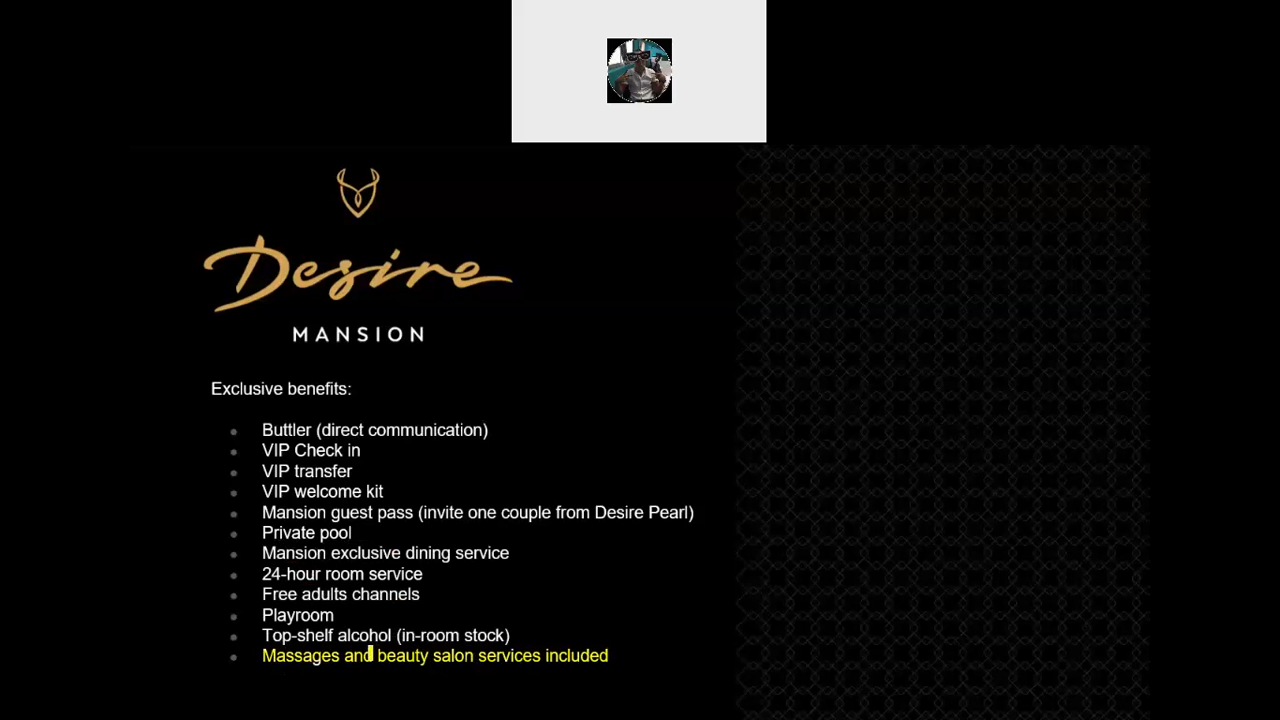 Desire
MANSION
Exclusive benefits:
Buttler (direct communication)
VIP Check in
VIP transfer
VIP welcome kit
Mansion guest pass (invite one couple from Desire Pearl)
Private pool
Mansion exclusive dining service
24-hour room service
Free adults channels
Playroom
Top-shelf alcohol (in-room stock)
Massages and beauty salon services included